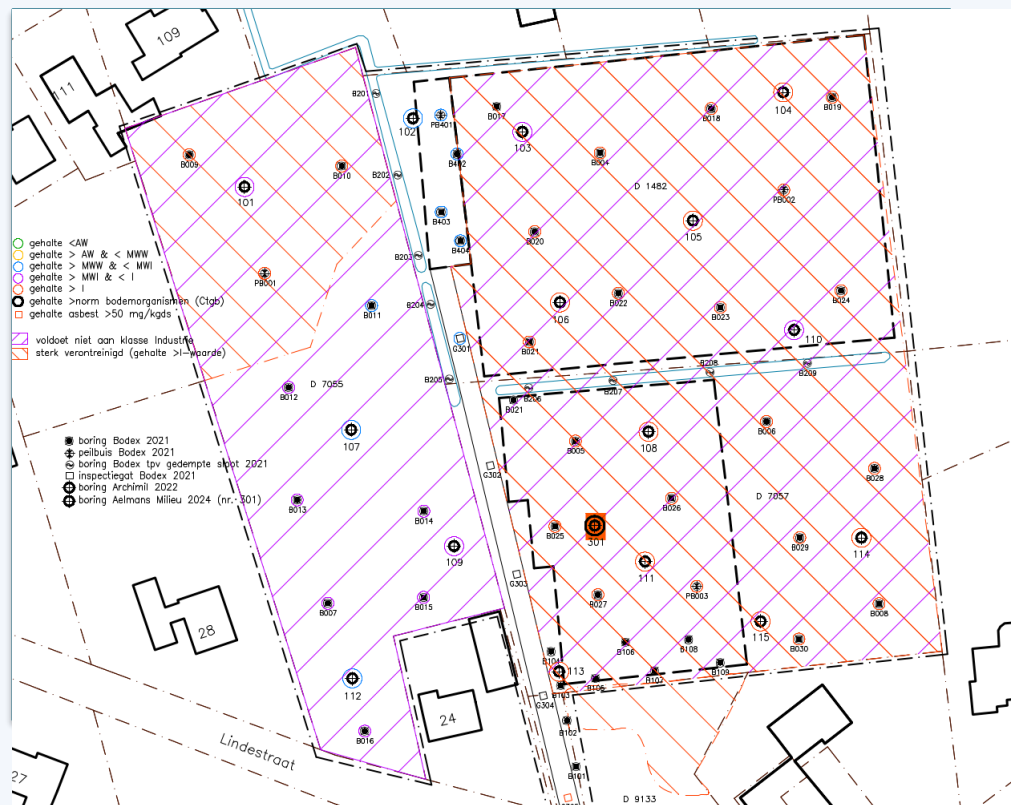 109
111
B201
102
PB401
B017
103
B018
104
B019
B009
B010
B402
B004
101
B202
D 1482
PB002
B403
105
B020
B404
gehalte <AW
gehalte > AW & < MWW
gehalte > MWW & < MWI
gehalte > MWI & < I
gehalte > I
gehalte >norm bodemorganismen (Ctgb)
gehalte asbest >50 mg/kgds
voldoet niet aan klasse Industrie
sterk verontreinigd (gehalte >I-waarde)
B203
PB001
B204
B011
106
B022
B023
B024
G301
B021
110
B208
B209
B205
B206
B207
B012
D 7055
B021
107
B005
108
B006
boring Bodex 2021
peilbuis Bodex 2021
boring Bodex tpv gedempte sloot 2021
inspectiegat Bodex 2021
boring Archimil 2022
boring Aelmans Milieu 2024 (nr. 301)
G302
B028
B013
B014
B026
D 7057
B025
301
B029
114
109
111
G303
B007
B015
B027
PB003
B008
28
115
B106
B108
B030
B104
B109
112
113
B107
B105
B103
G304
24
B102
B016
Lindestraat
27
B101
D 9133